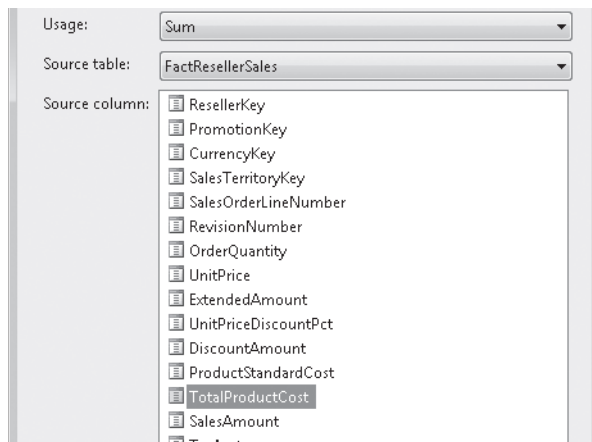 Usage: Sum
Source table: FactResellerSales
Source column: ResellerKey
PromotionKey
CurrencyKey
SalesTerritoryKey
SalesOrderLineNumber
RevisionNumber
OrderQuantity
UnitPrice
ExtendedAmount
UnitPriceDiscountPct
DiscountAmount
ProductStandardCost
TotalProductCost
SalesAmount